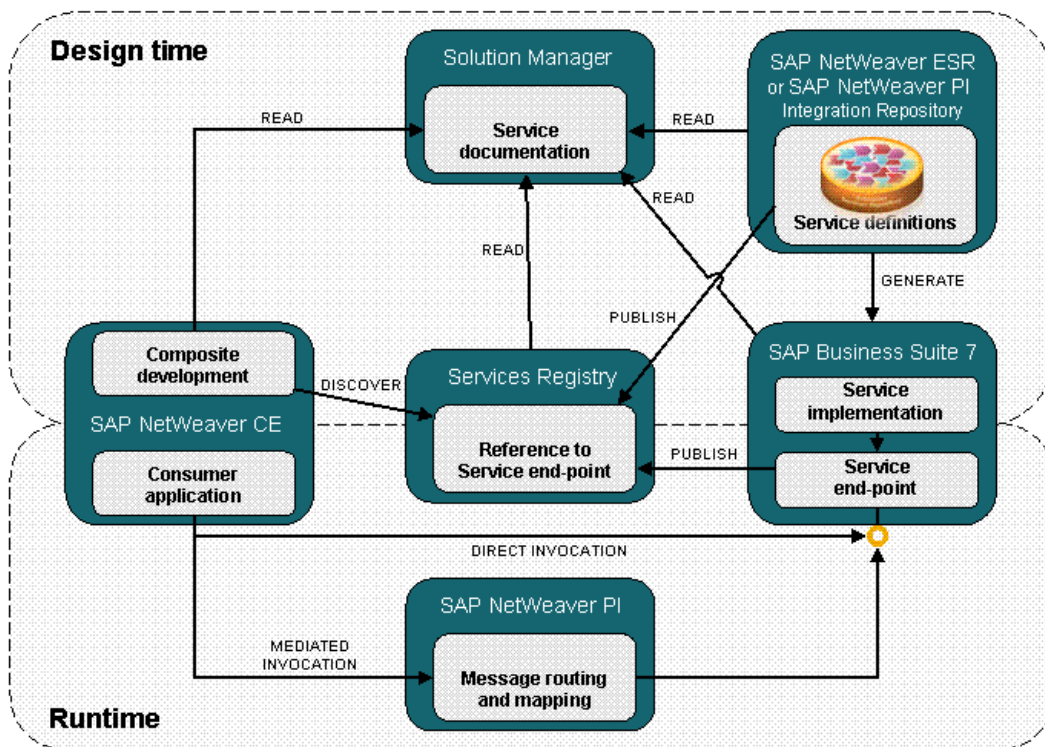 Design time
Solution Manager
Service
documentation
SAP NetWeaver ESR
or SAP NetWeaver PI
Integration Repository
Service definitions
READ
READ
READ
READ
PUBLISH
GENERATE
Composite
development
SAP NetWeaver CE
Consumer
application
DISCOVER
Services Registry
Reference to
Service end-point
PUBLISH
SAP Business Suite 7
Service
implementation
Service
end-point
DIRECT INVOCATION
SAP NetWeaver PI
MEDIATED
INVOCATION
Message routing
and mapping
Runtime